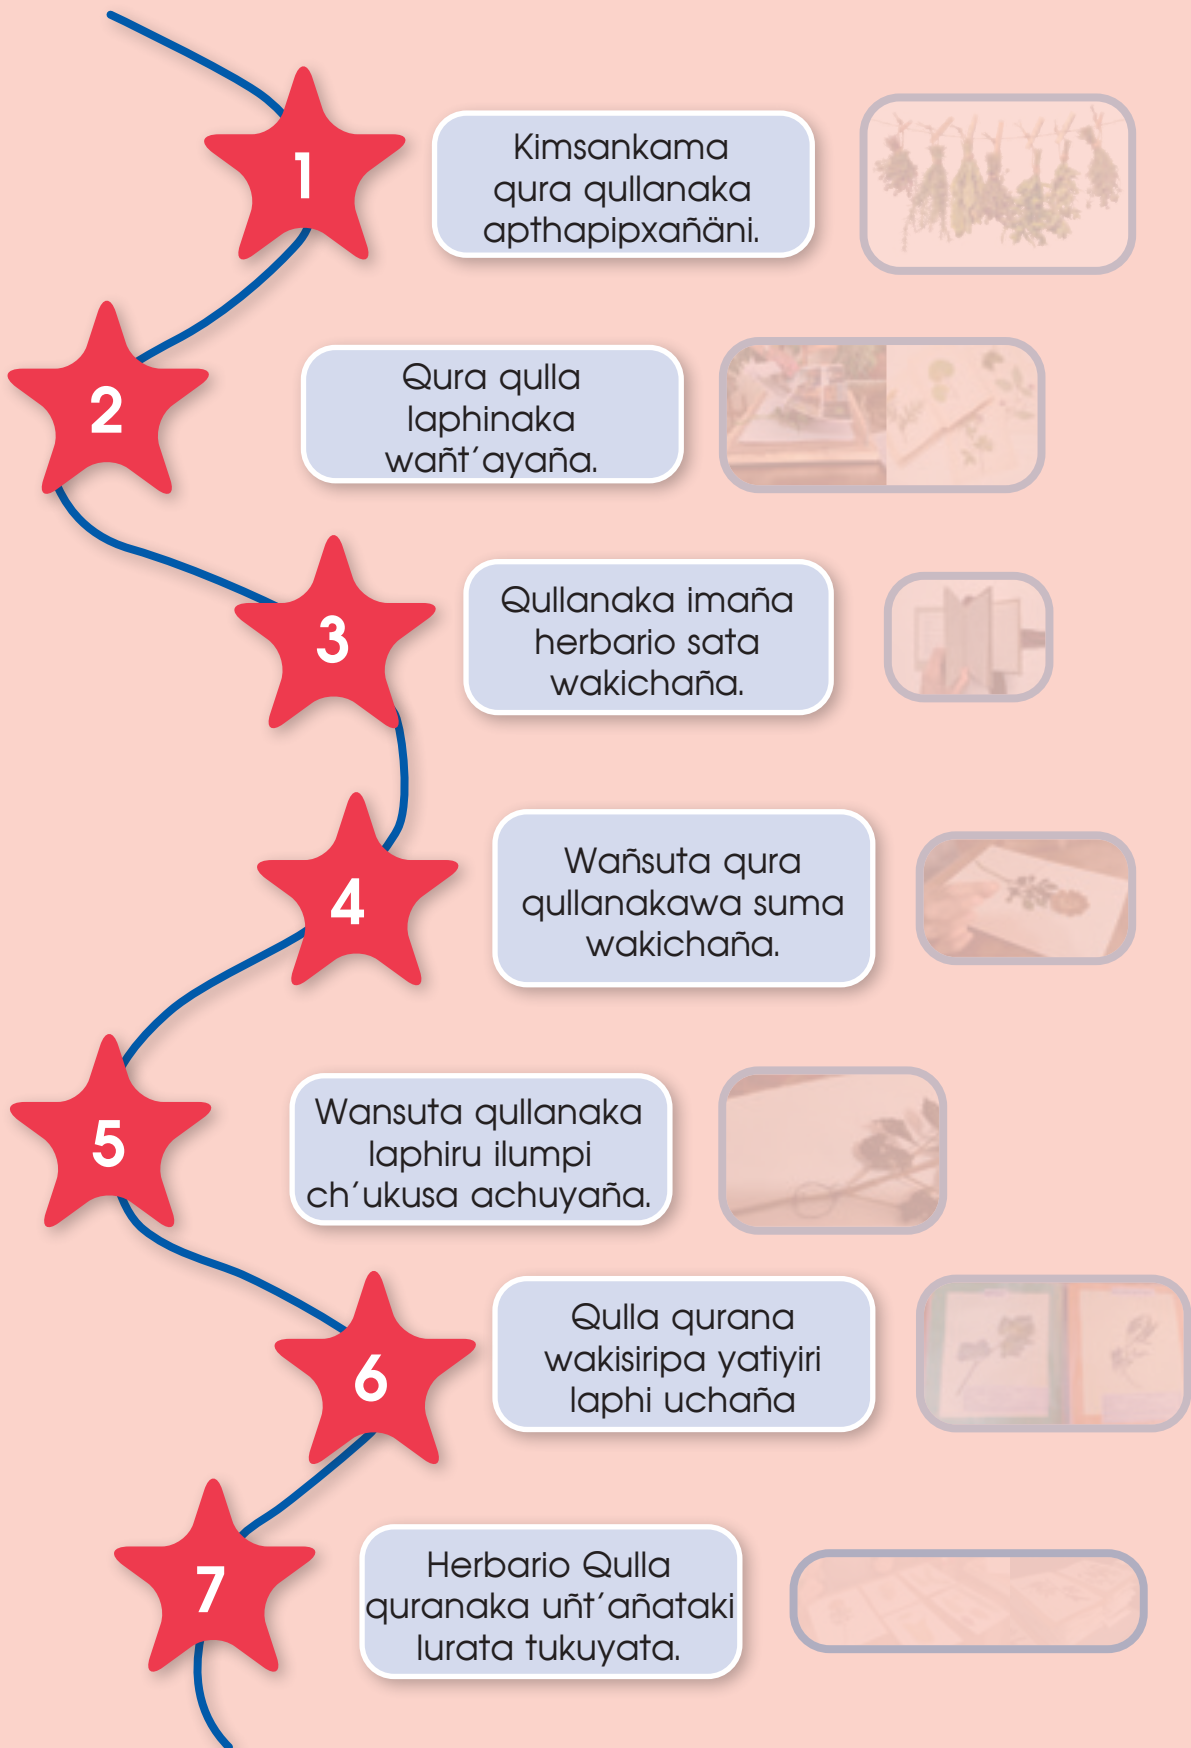 1
Kimsankama
qura qullanaka
apthapipxañäni.
2
Qura qulla
laphinaka
wañt´ayaña.
3
Qullanaka imaña
herbario sata
wakichaña.
4
Wañsuta qura
qullanakawa suma
wakichaña.
5
Wansuta qullanaka
laphiru ilumpi
ch´ukusa achuyaña.
6
Qulla qurana
wakisiripa yatiyiri
laphi uchaña
7
Herbario Qulla
quranaka uñt´añataki
lurata tukuyata.